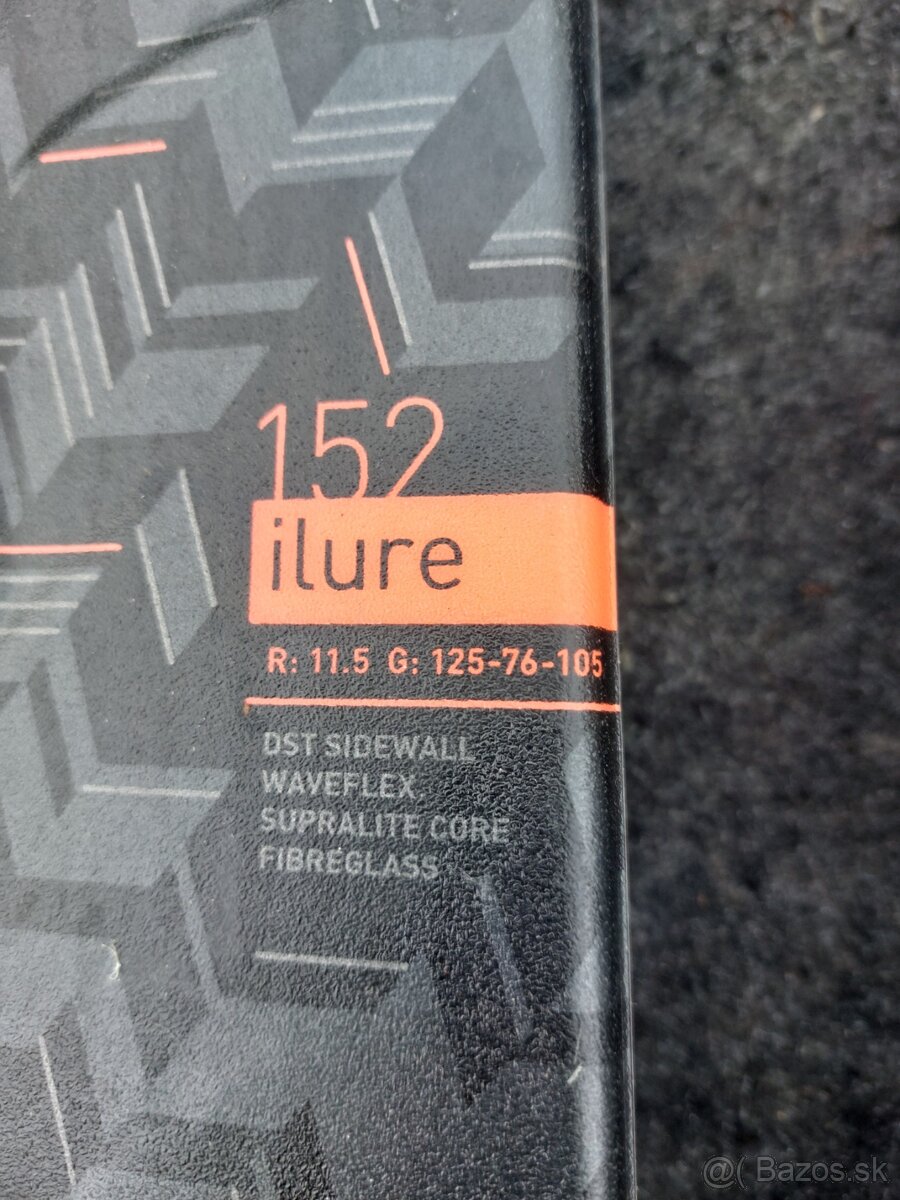 152
ilure
R: 11.5 G: 125-76-105
DST SIDEWALL
WAVEFLEX
SUPRALITE CORE
FIBREGLASS
@( Bazos.sk